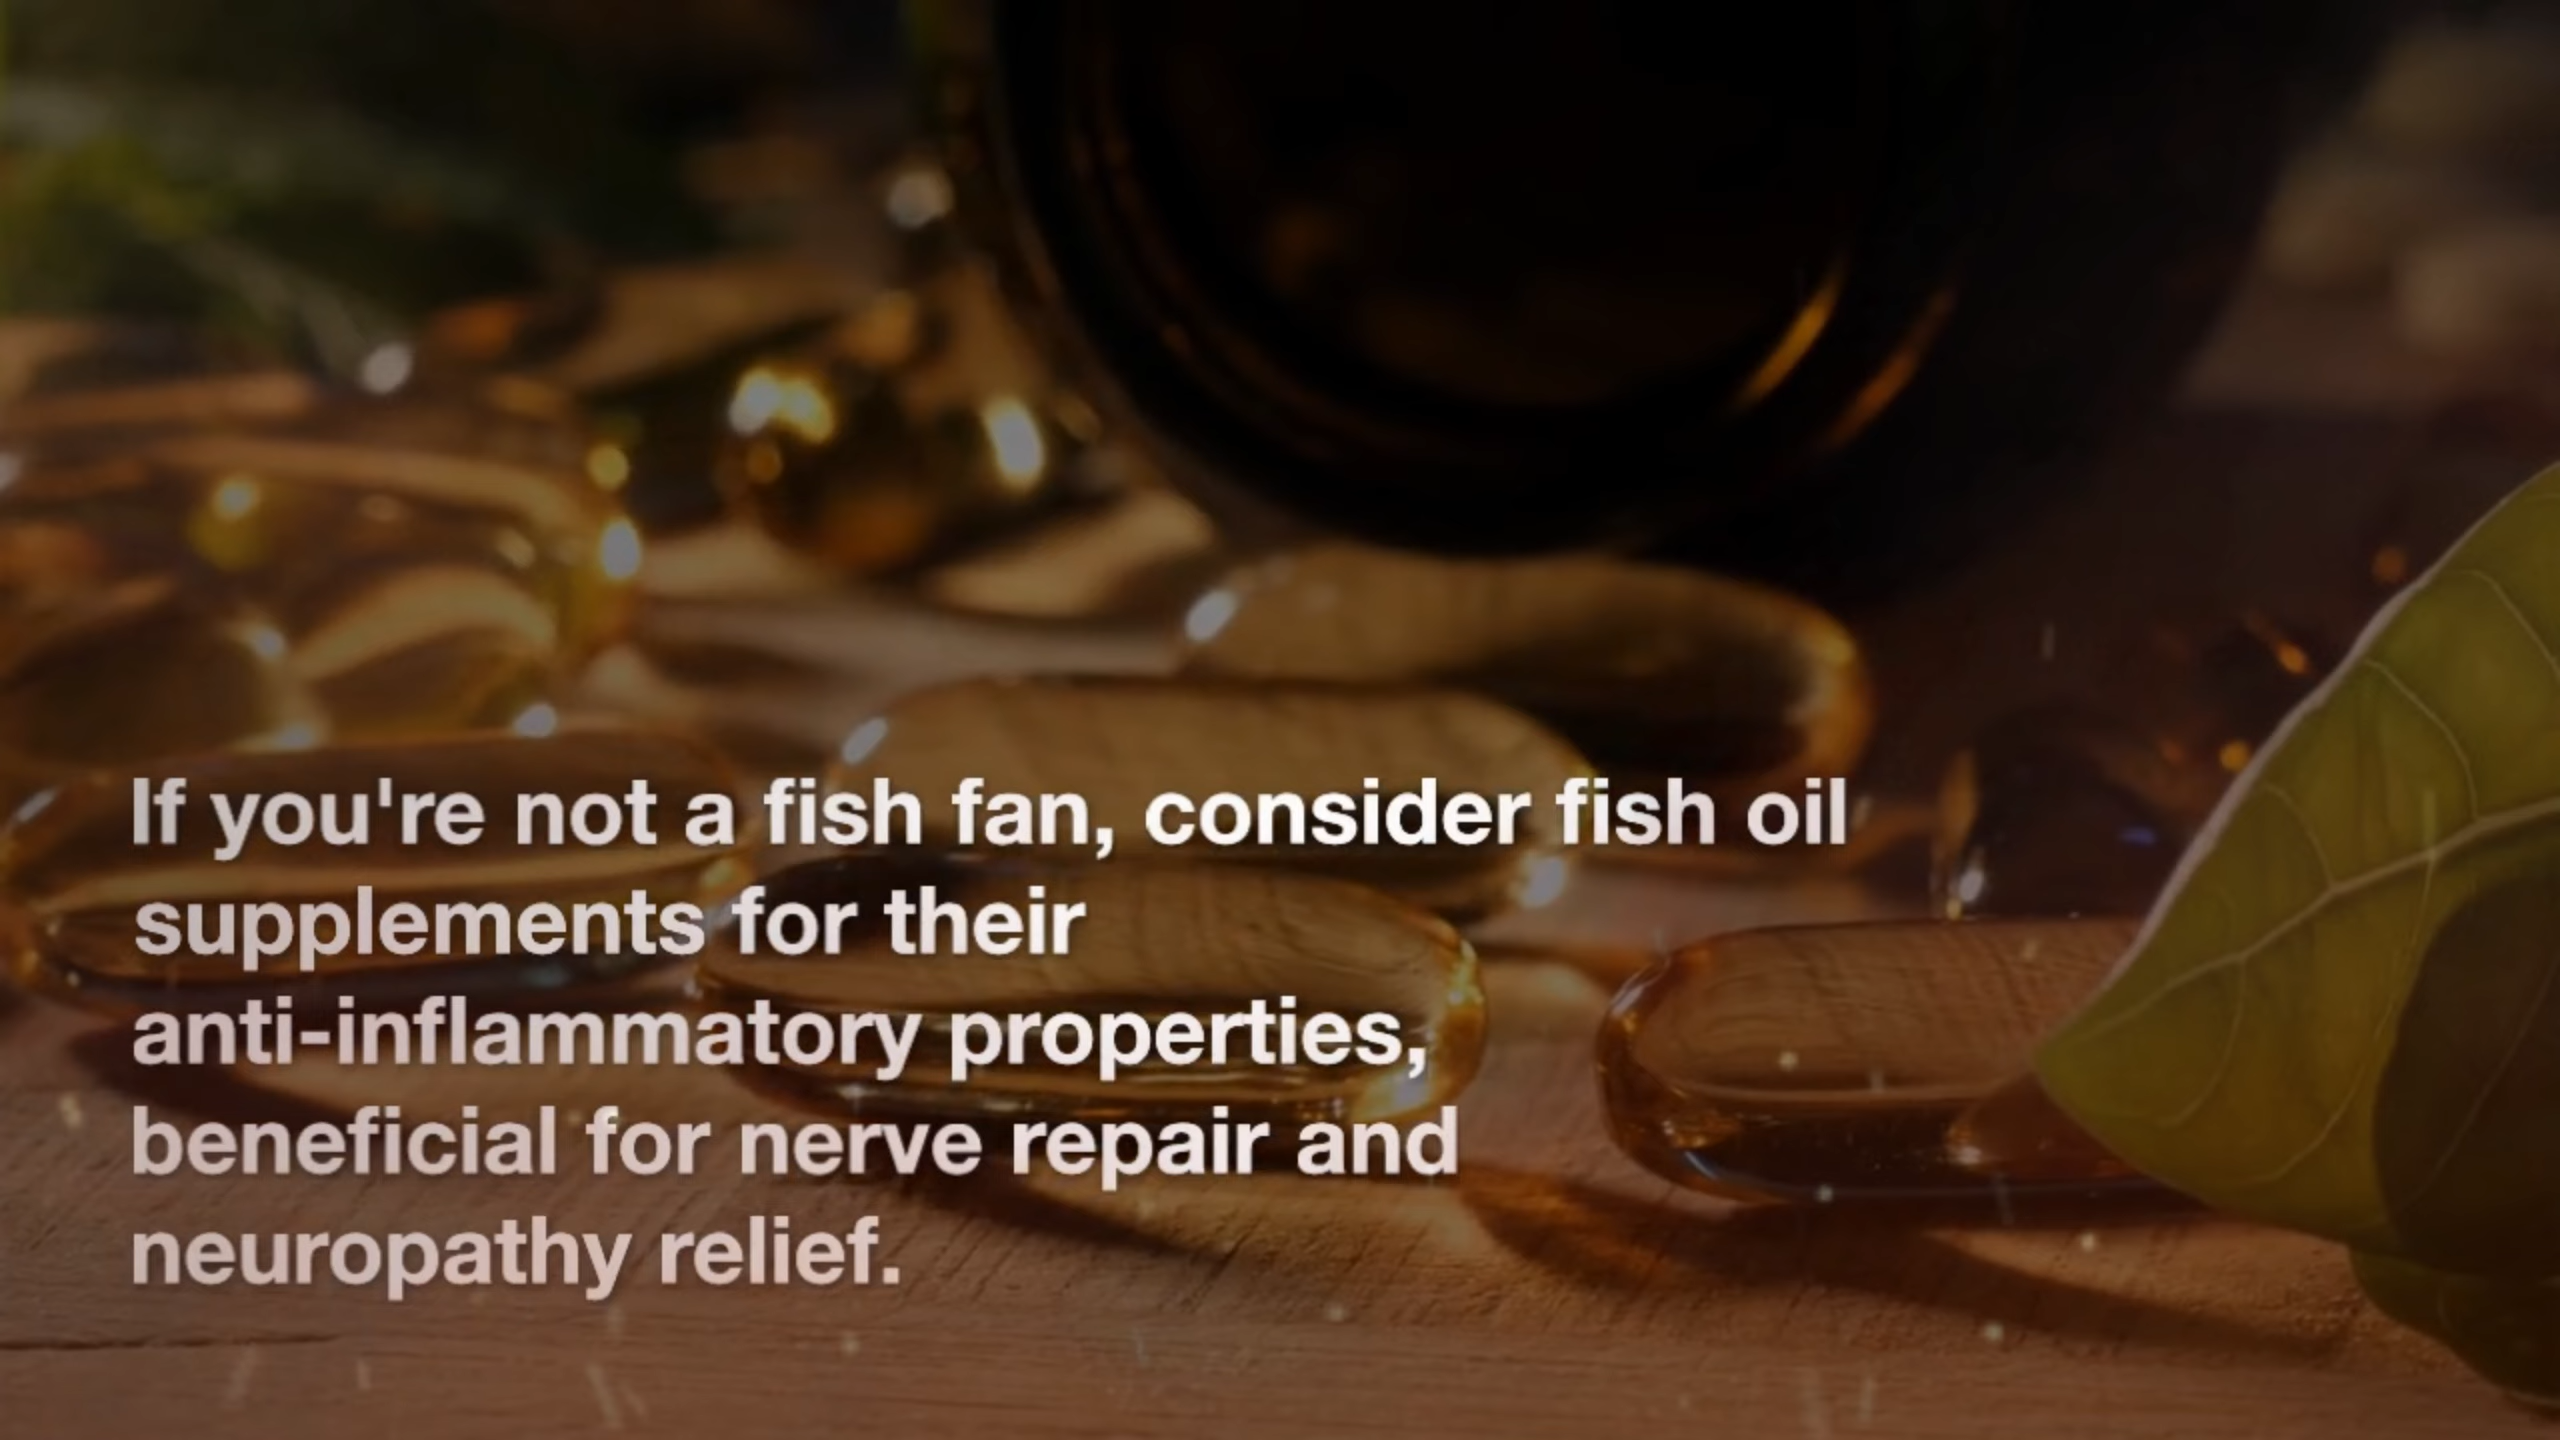 If you're not a fish fan, consider fish oil
supplements for their
anti-inflammatory properties,
beneficial for nerve repair and
neuropathy relief.